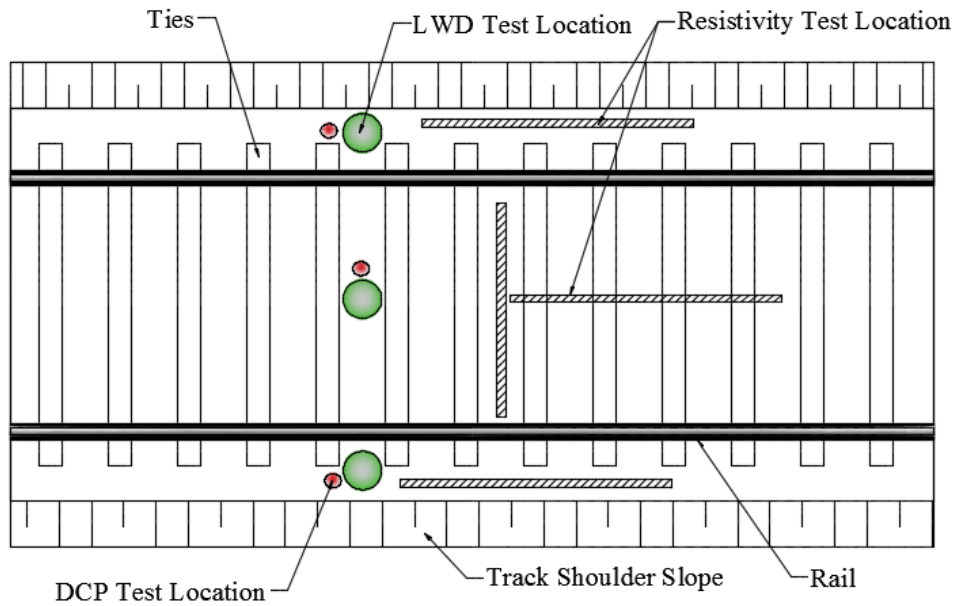 Ties
LWD Test Location
Resistivity Test Location
DCP Test Location
Track Shoulder Slope
Rail